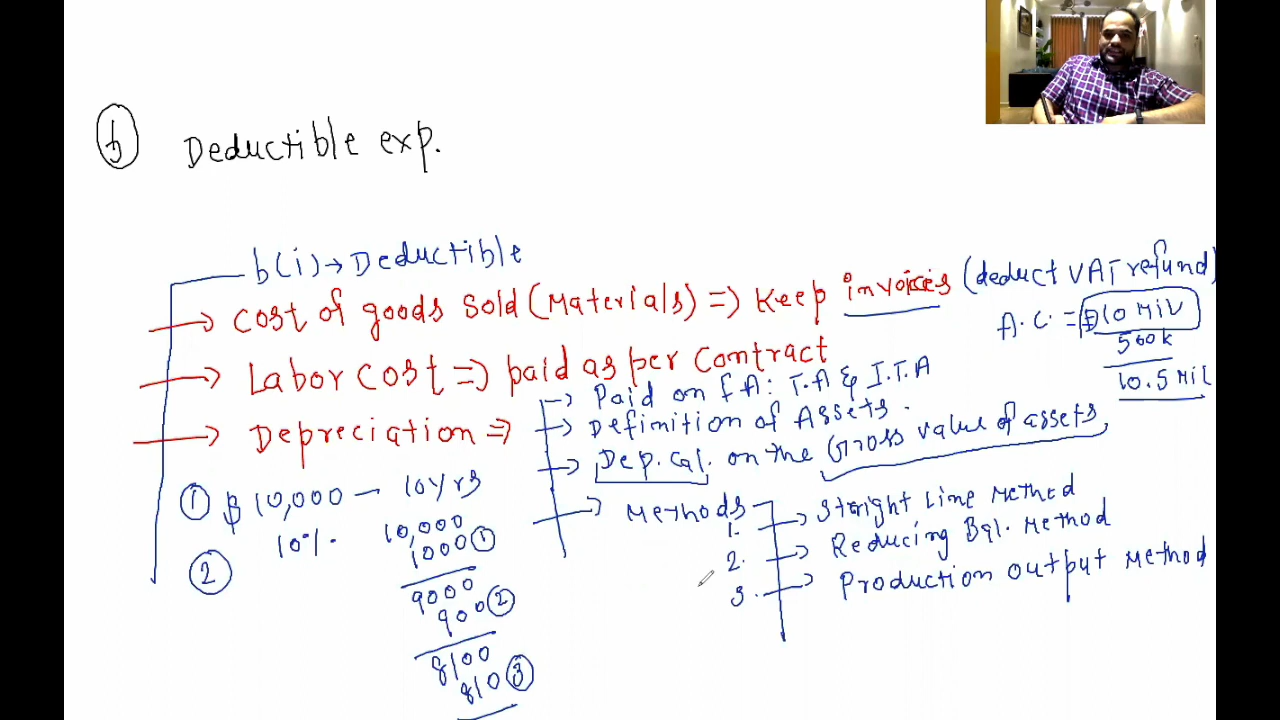 b Deductible exp.
b(i)→ Deductible
→ Cost of goods sold (Materials) => Keep invoices (deduct VAT refund)
A.C. = 10 Mil
500k
10.5 Mil
→ Labor Cost => paid as per Contract
→ Depreciation =>
→ Paid on FA: T.A & I.T.A
→ Definition of Assets.
→ Dep. Cal. on the Gross value of assets
→ Methods
1. → Straight Line Method
2. → Reducing Bal. Method
3. → Production output Method
① $10,000 — 10 yrs
10%.
②
10,000
1000 ①
9000
900 ②
8100
810 ③